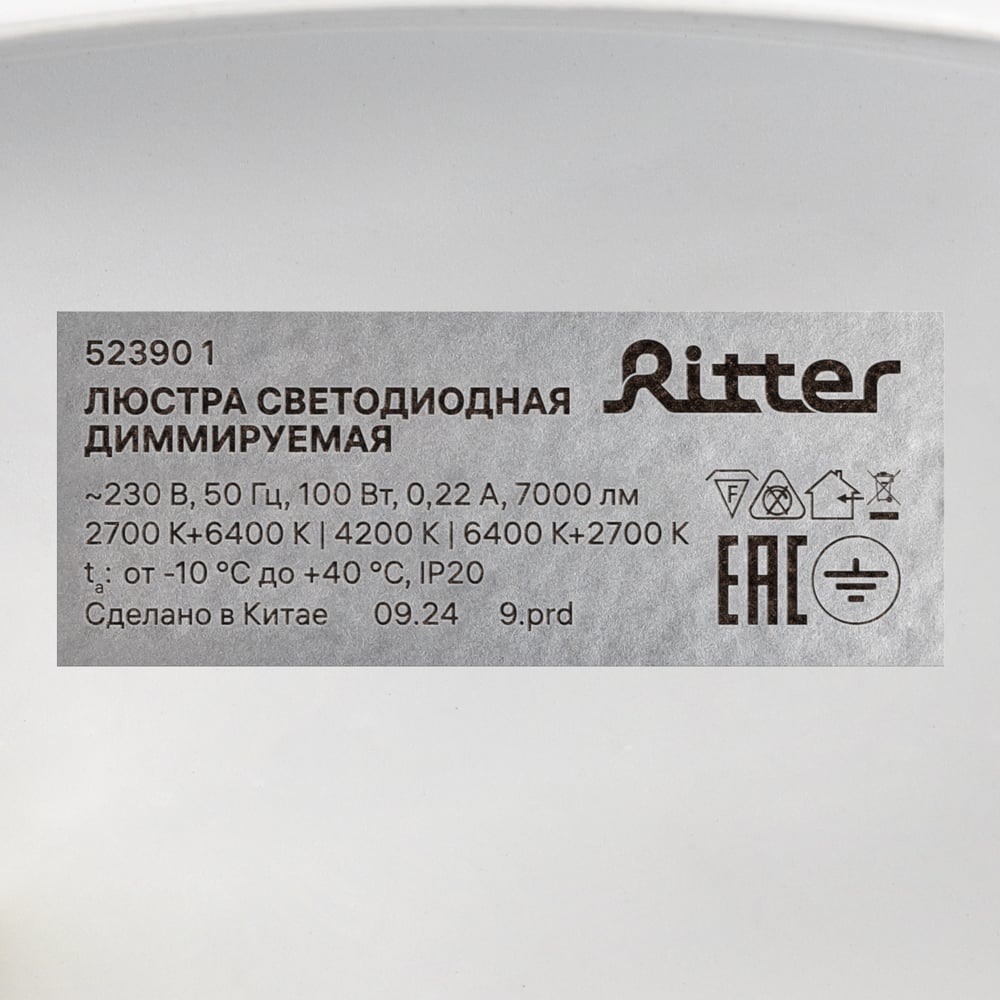 52390 1
Ritter
ЛЮСТРА СВЕТОДИОДНАЯ
ДИММИРУЕМАЯ
~230 В, 50 Гц, 100 Вт, 0,22 А, 7000 лм
2700 К+6400 К | 4200 К | 6400 К+2700 К
ta: от -10 °С до +40 °С, IP20
Сделано в Китае 09.24 9.prd
F
EAC